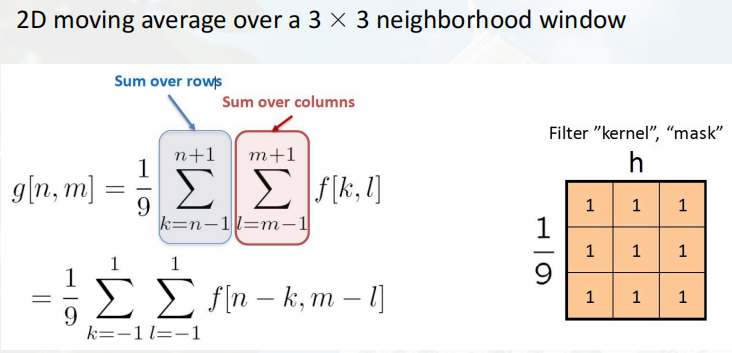 2D moving average over a 3 × 3 neighborhood window
Sum over rows
Sum over columns
g[n, m] = \frac{1}{9} \sum_{k=n-1}^{n+1} \sum_{l=m-1}^{m+1} f[k, l]
= \frac{1}{9} \sum_{k=-1}^{1} \sum_{l=-1}^{1} f[n − k, m − l]
Filter ”kernel”, “mask”
h
\frac{1}{9}
1 1 1
1 1 1
1 1 1